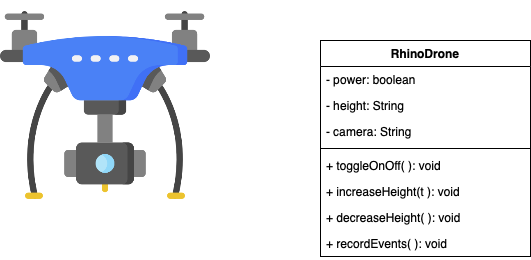 RhinoDrone
- power: boolean
- height: String
- camera: String
+ toggleOnOff( ): void
+ increaseHeight(t ): void
+ decreaseHeight( ): void
+ recordEvents( ): void